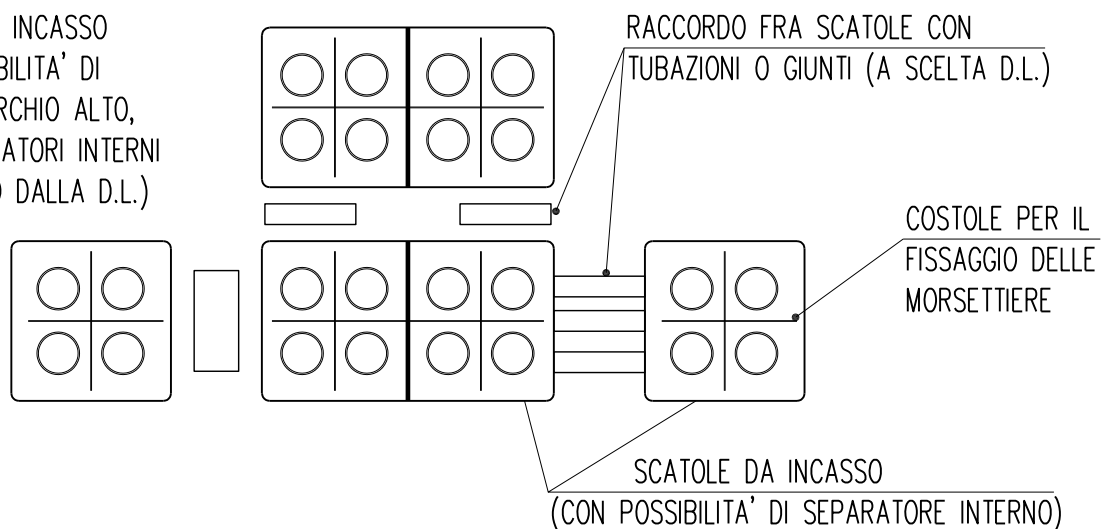 INCASSO
BILITA' DI
RCHIO ALTO,
ATORI INTERNI
DALLA D.L.)
RACCORDO FRA SCATOLE CON
TUBAZIONI O GIUNTI (A SCELTA D.L.)
COSTOLE PER IL
FISSAGGIO DELLE
MORSETTIERE
SCATOLE DA INCASSO
(CON POSSIBILITA' DI SEPARATORE INTERNO)